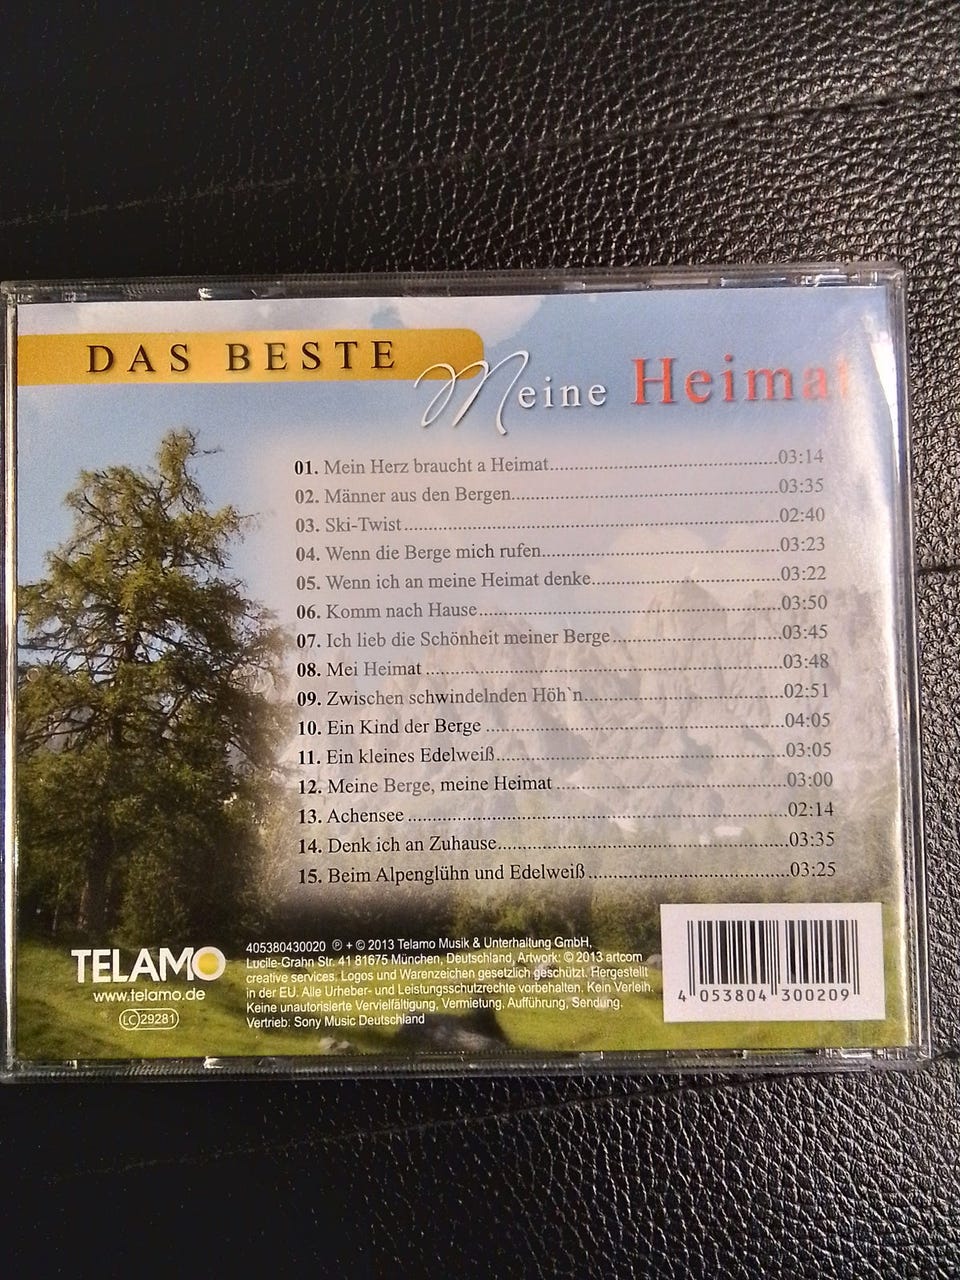 DAS BESTE
Meine Heimat
01. Mein Herz braucht a Heimat..............................03:14
02. Männer aus den Bergen....................................03:35
03. Ski-Twist....................................................03:40
04. Wenn die Berge mich rufen................................03:23
05. Wenn ich an meine Heimat denke.........................03:22
06. Komm nach Hause..........................................03:50
07. Ich lieb die Schönheit meiner Berge......................03:45
08. Mei Heimat..................................................03:48
09. Zwischen schwindelnden Höh`n...........................02:51
10. Ein Kind der Berge.........................................04:05
11. Ein kleines Edelweiß........................................03:05
12. Meine Berge, meine Heimat................................03:00
13. Achensee....................................................02:14
14. Denk ich an Zuhause.......................................03:35
15. Beim Alpenglühn und Edelweiß...........................03:25
TELAMO
www.telamo.de
LC 29281
405380430020 ℗ + © 2013 Telamo Musik & Unterhaltung GmbH,
Lucile-Grahn Str. 41 81675 München, Deutschland, Artwork: © 2013 artcom
creative services. Logos und Warenzeichen gesetzlich geschützt. Hergestellt
in der EU. Alle Urheber- und Leistungsschutzrechte vorbehalten. Kein Verleih.
Keine unautorisierte Vervielfältigung, Vermietung, Aufführung, Sendung.
Vertrieb: Sony Music Deutschland
4 053804 300209